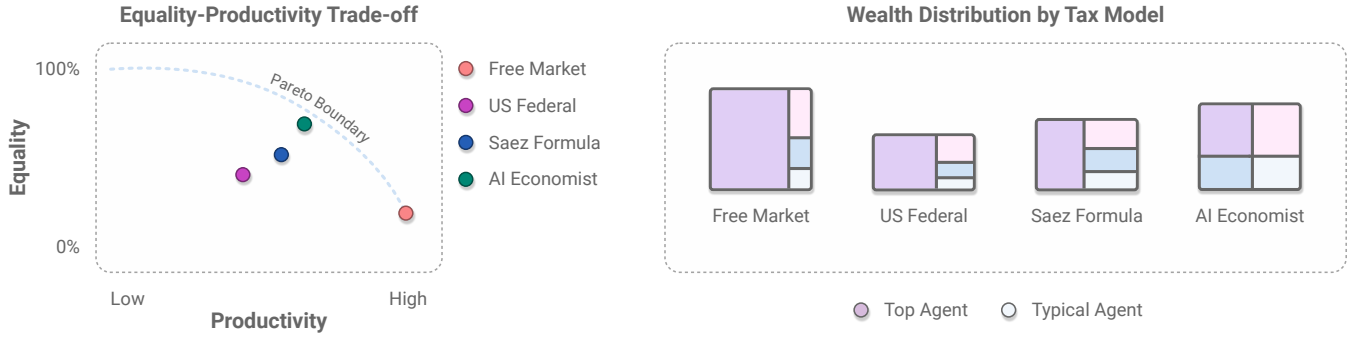 Equality-Productivity Trade-off
100%
0%
Equality
Pareto Boundary
Low
High
Productivity
Free Market
US Federal
Saez Formula
AI Economist
Wealth Distribution by Tax Model
Free Market
US Federal
Saez Formula
AI Economist
Top Agent
Typical Agent